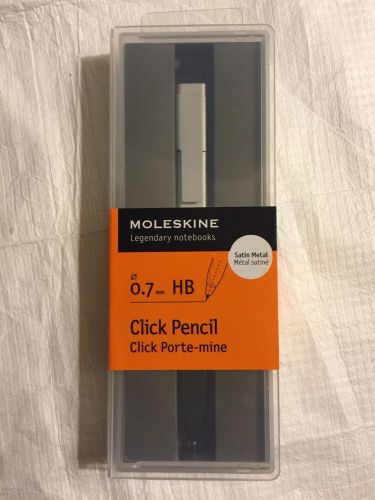 MOLESKINE
Legendary notebooks
Satin Metal
Métal satiné
Ø
0.7mm HB
Click Pencil
Click Porte-mine